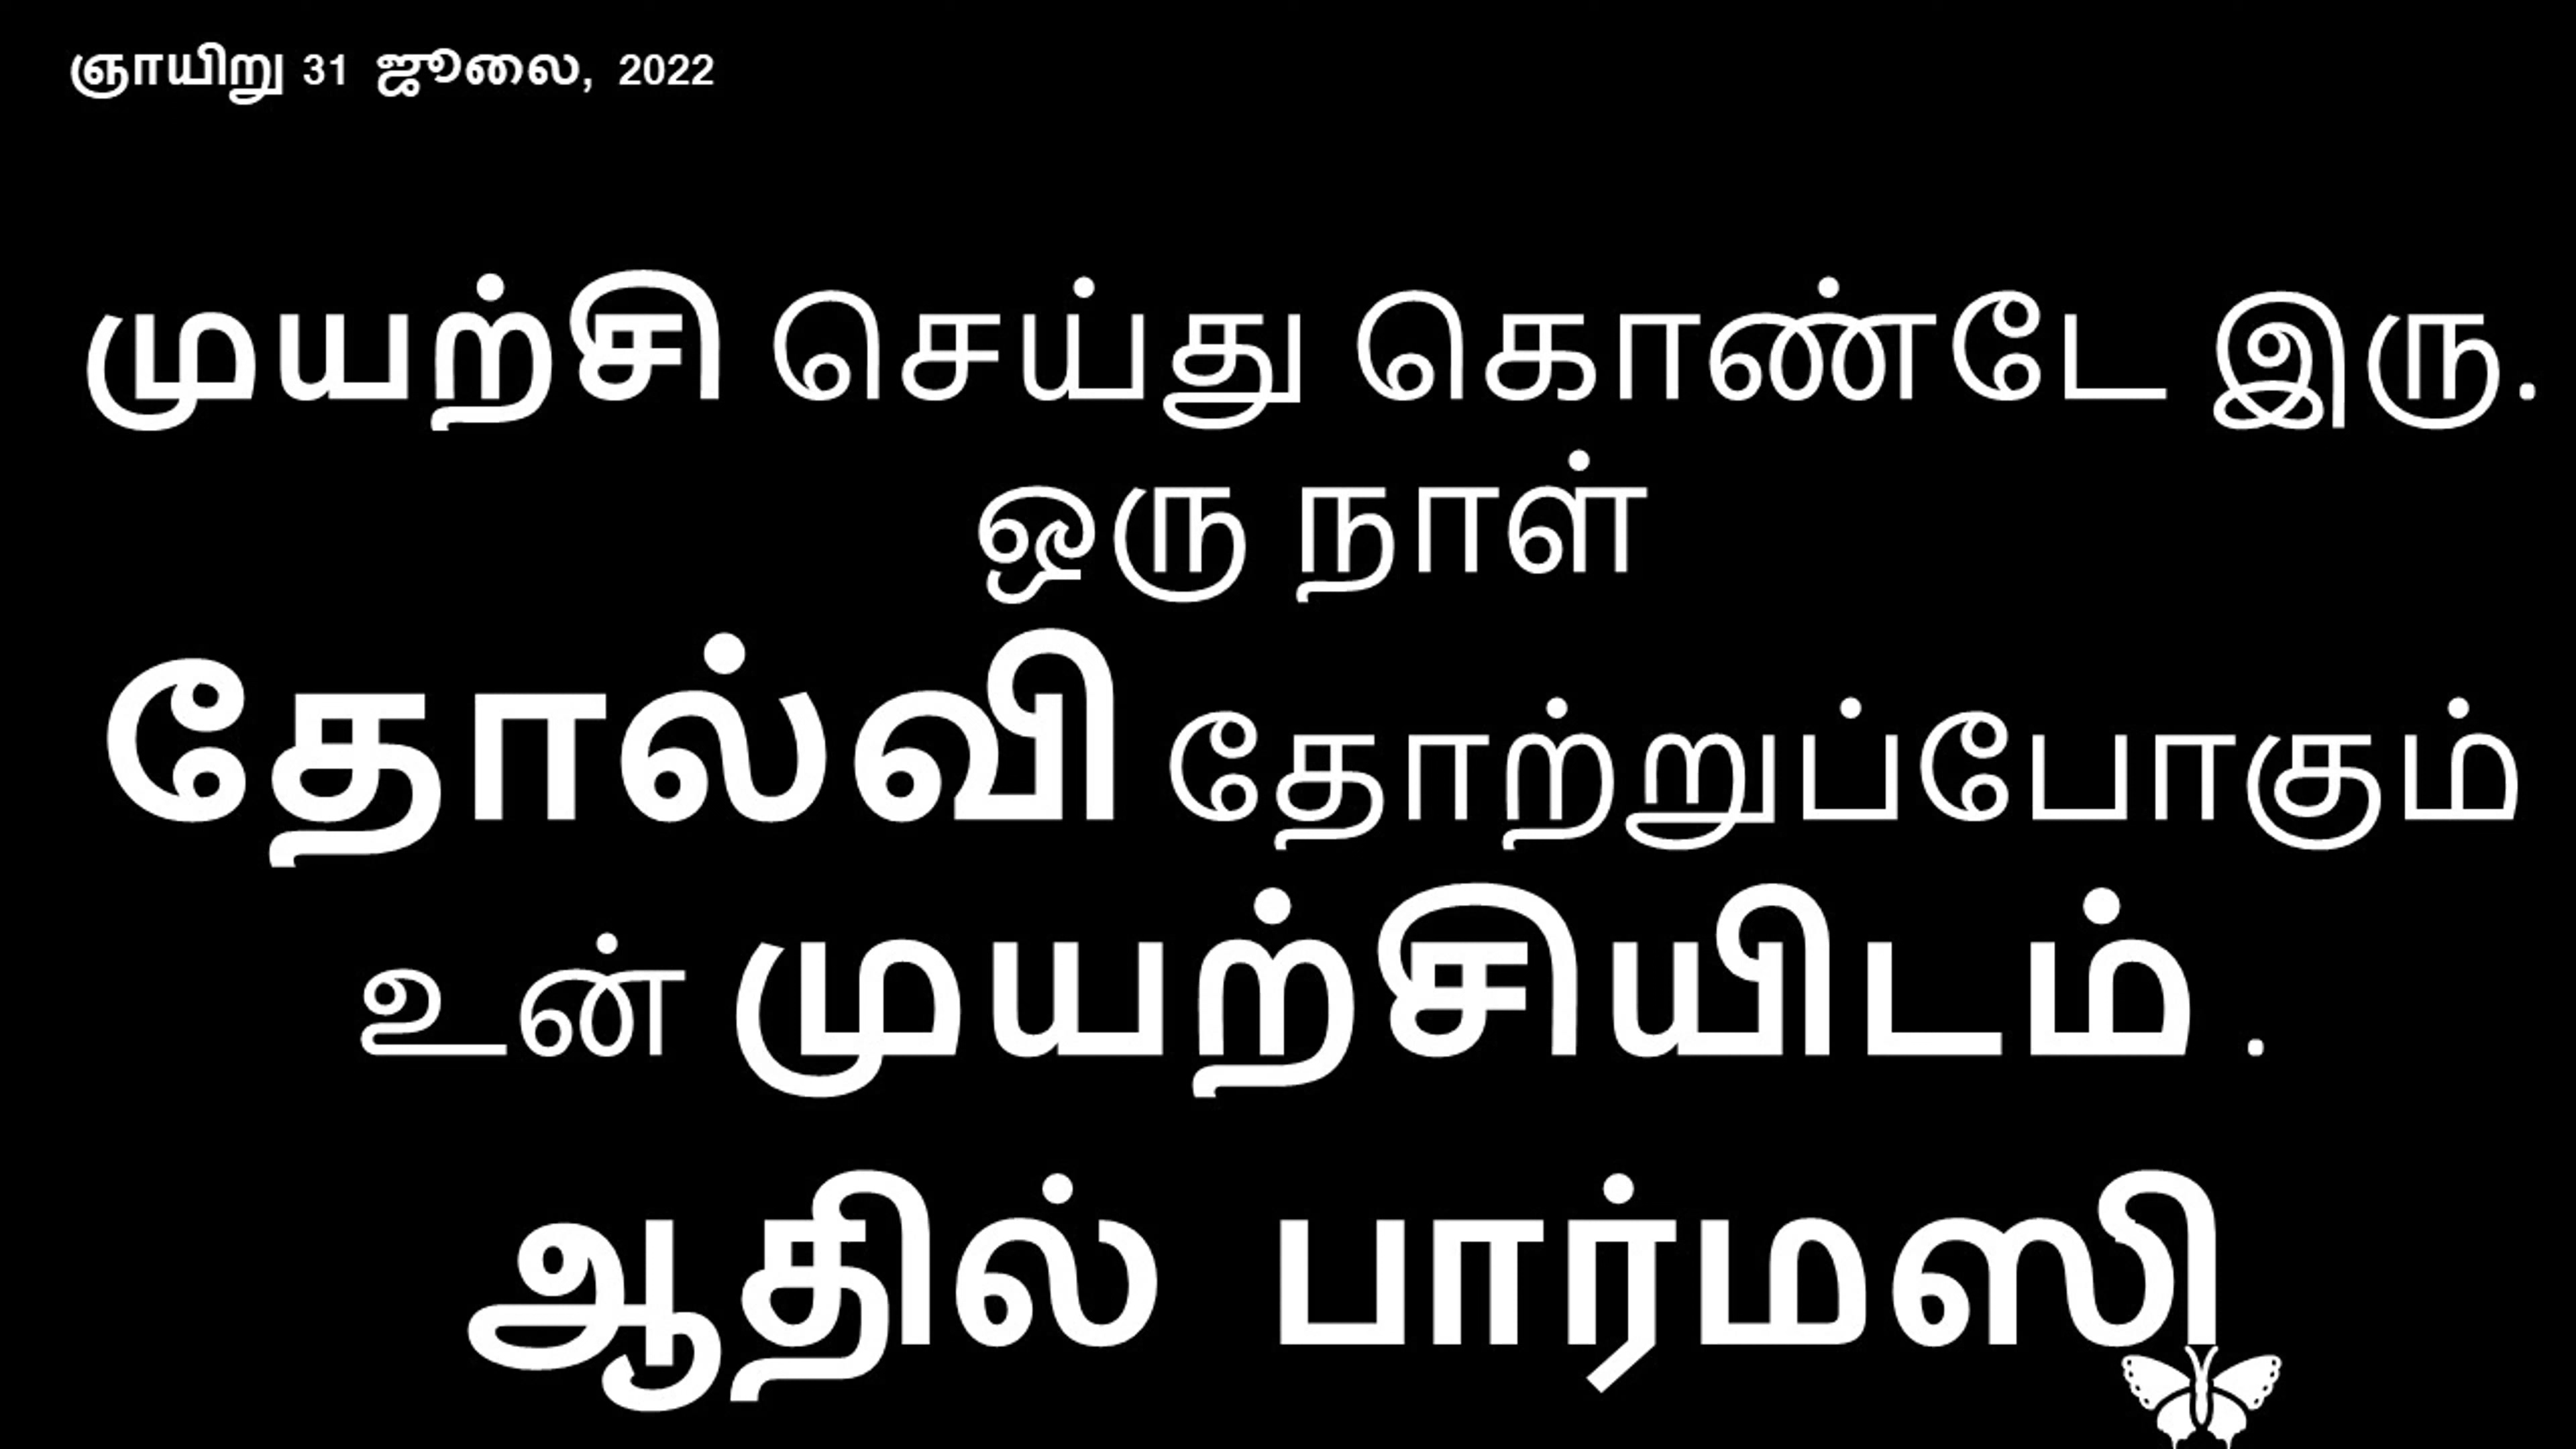 ஞாயிறு 31 ஜூலை, 2022
முயற்சி செய்து கொண்டே இரு.
ஒரு நாள்
தோல்வி தோற்றுப்போகும்
உன் முயற்சியிடம் .
ஆதில் பார்மஸி